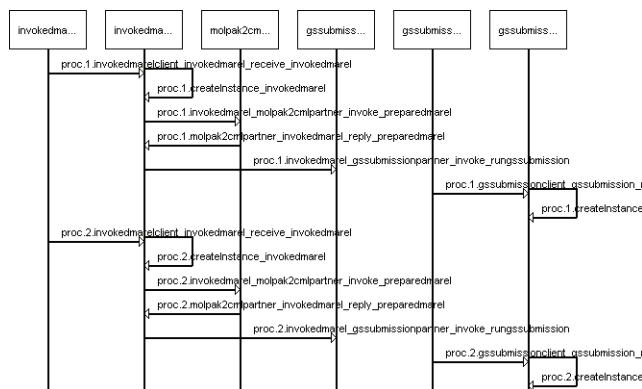 invokedma...
invokedma...
molpak2cm...
gssubmiss...
gssubmiss...
gssubmiss...
proc.1.invokedmarelclient_invokedmarel_receive_invokedmarel
proc.1.createInstance_invokedmarel
proc.1.invokedmarel_molpak2cmlpartner_invoke_preparedmarel
proc.1.molpak2cmlpartner_invokedmarel_reply_preparedmarel
proc.1.invokedmarel_gssubmissionpartner_invoke_rungssubmission
proc.1.gssubmissionclient_gssubmission_r
proc.1.createInstance
proc.2.invokedmarelclient_invokedmarel_receive_invokedmarel
proc.2.createInstance_invokedmarel
proc.2.invokedmarel_molpak2cmlpartner_invoke_preparedmarel
proc.2.molpak2cmlpartner_invokedmarel_reply_preparedmarel
proc.2.invokedmarel_gssubmissionpartner_invoke_rungssubmission
proc.2.gssubmissionclient_gssubmission_r
proc.2.createInstance